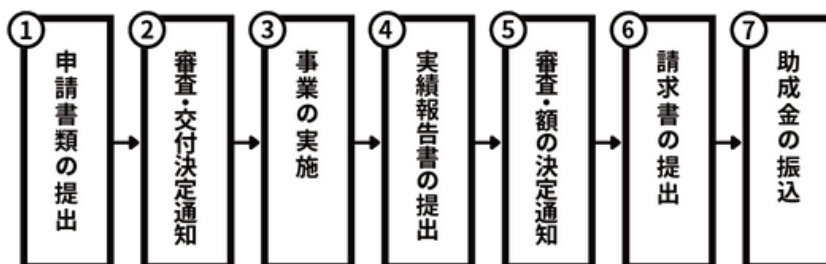 ①
申請書類の提出
②
審査・交付決定通知
③
事業の実施
④
実績報告書の提出
⑤
審査・額の決定通知
⑥
請求書の提出
⑦
助成金の振込